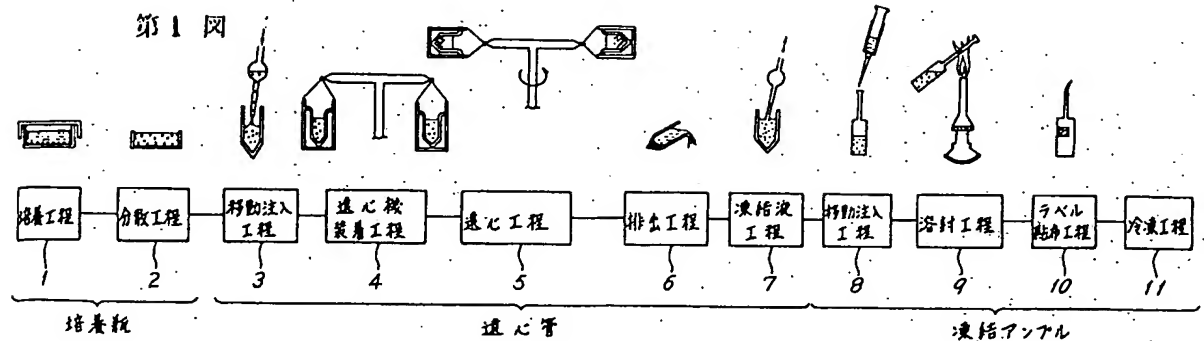 第1図
培養工程
分散工程
移動注入
工程
遠心機
装着工程
遠心工程
排出工程
凍結液
工程
移動注入
工程
溶封工程
ラベル
貼布工程
冷凍工程
1
2
3
4
5
6
7
8
9
10
11
培養瓶
遠心管
凍結アンプル